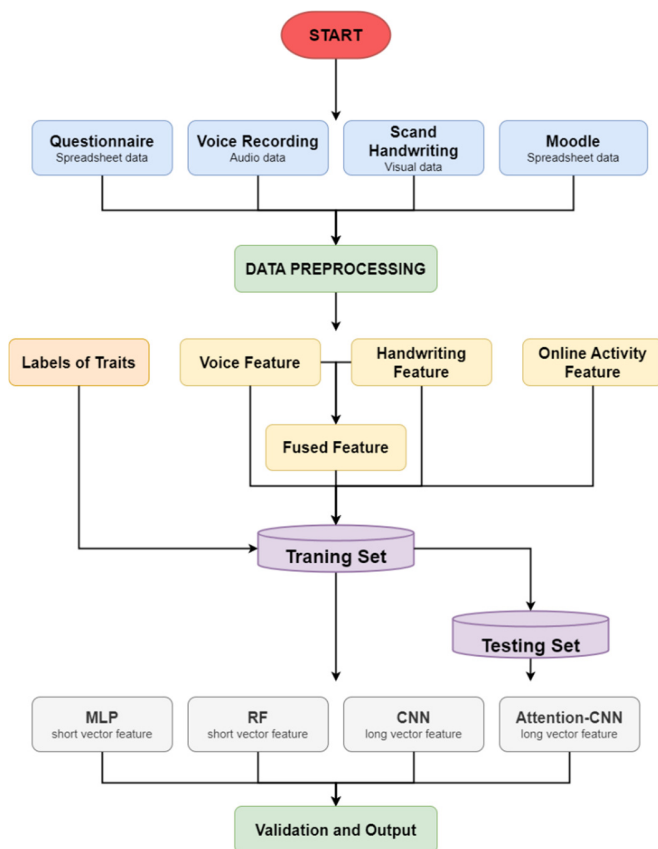 START
Questionnaire
Spreadsheet data
Voice Recording
Audio data
Scand
Handwriting
Visual data
Moodle
Spreadsheet data
DATA PREPROCESSING
Labels of Traits
Voice Feature
Handwriting
Feature
Online Activity
Feature
Fused Feature
Traning Set
Testing Set
MLP
short vector feature
RF
short vector feature
CNN
long vector feature
Attention-CNN
long vector feature
Validation and Output